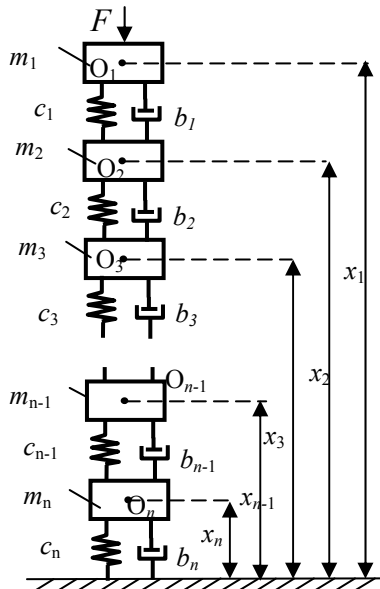 F
m₁
O₁
c₁
b₁
m₂
O₂
c₂
b₂
m₃
O₃
c₃
b₃
x₁
x₂
x₃
Oₙ₋₁
mₙ₋₁
cₙ₋₁
bₙ₋₁
xₙ₋₁
mₙ
Oₙ
xₙ
cₙ
bₙ